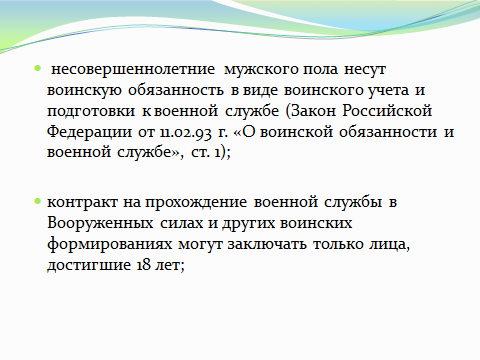 несовершеннолетние мужского пола несут
воинскую обязанность в виде воинского учета и
подготовки к военной службе (Закон Российской
Федерации от 11.02.93 г. «О воинской обязанности и
военной службе», ст. 1);
контракт на прохождение военной службы в
Вооруженных силах и других воинских
формированиях могут заключать только лица,
достигшие 18 лет;